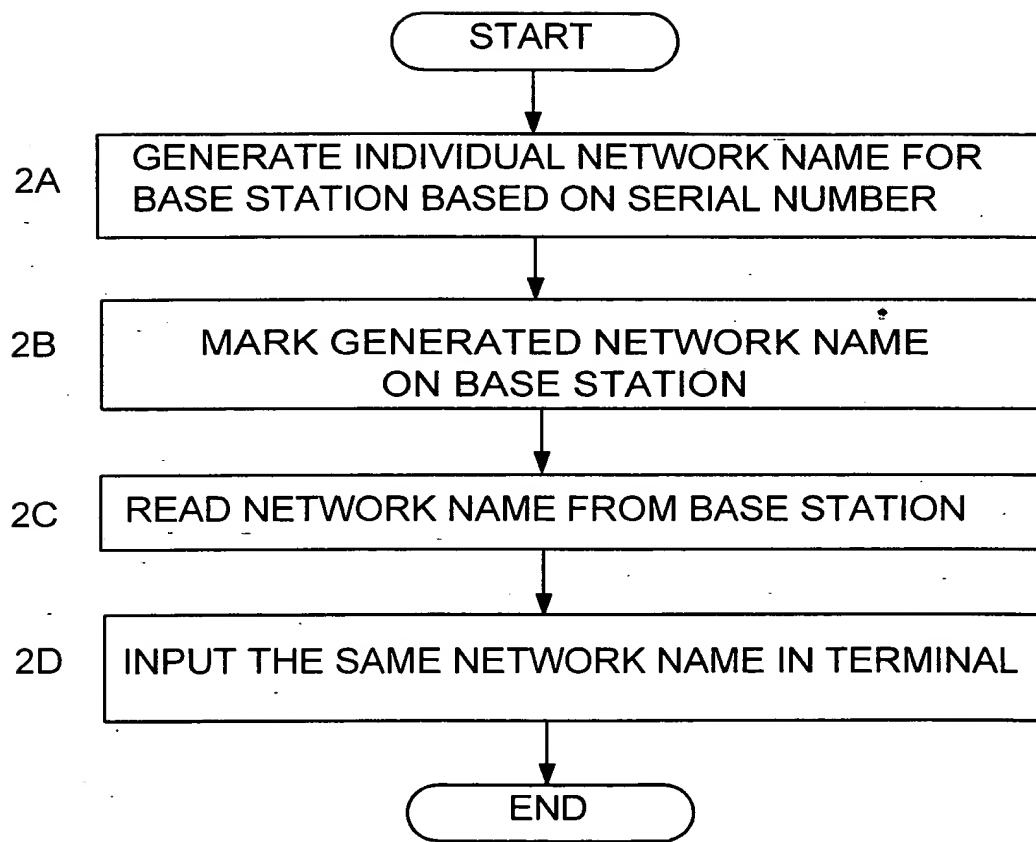 START
2A
GENERATE INDIVIDUAL NETWORK NAME FOR
BASE STATION BASED ON SERIAL NUMBER
2B
MARK GENERATED NETWORK NAME
ON BASE STATION
2C
READ NETWORK NAME FROM BASE STATION
2D
INPUT THE SAME NETWORK NAME IN TERMINAL
END